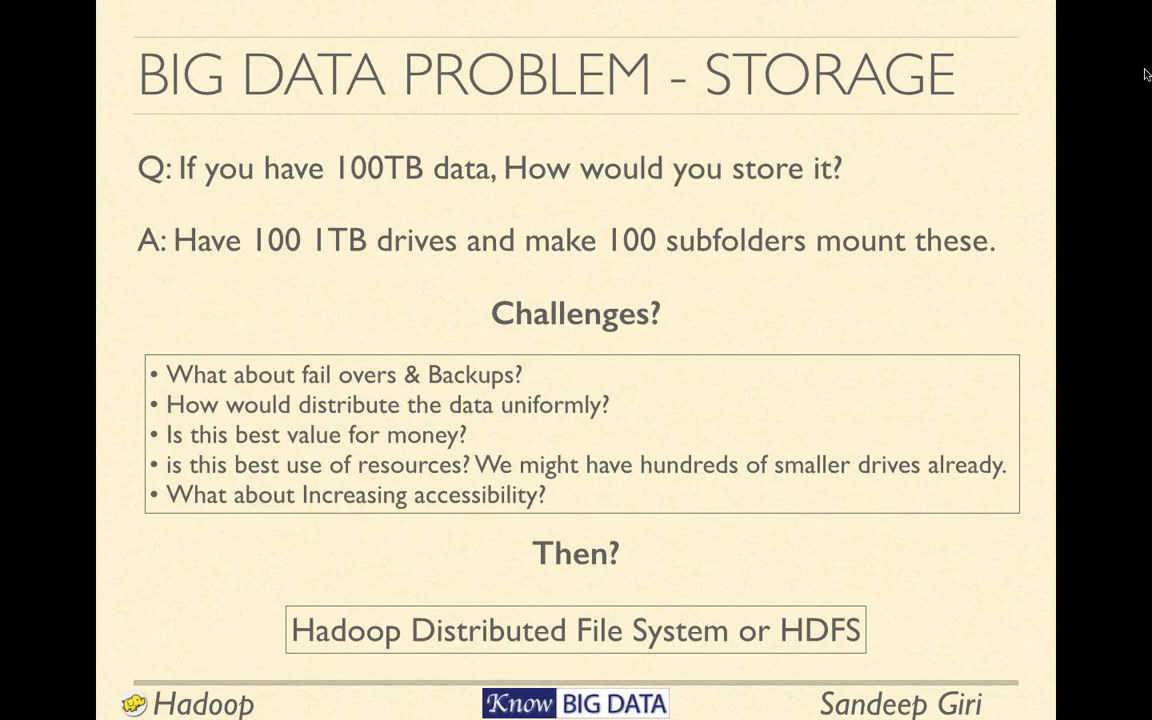 BIG DATA PROBLEM - STORAGE
Q: If you have 100TB data, How would you store it?
A: Have 100 1TB drives and make 100 subfolders mount these.
Challenges?
• What about fail overs & Backups?
• How would distribute the data uniformly?
• Is this best value for money?
• is this best use of resources? We might have hundreds of smaller drives already.
• What about Increasing accessibility?
Then?
Hadoop Distributed File System or HDFS
Hadoop
Know BIG DATA
Sandeep Giri